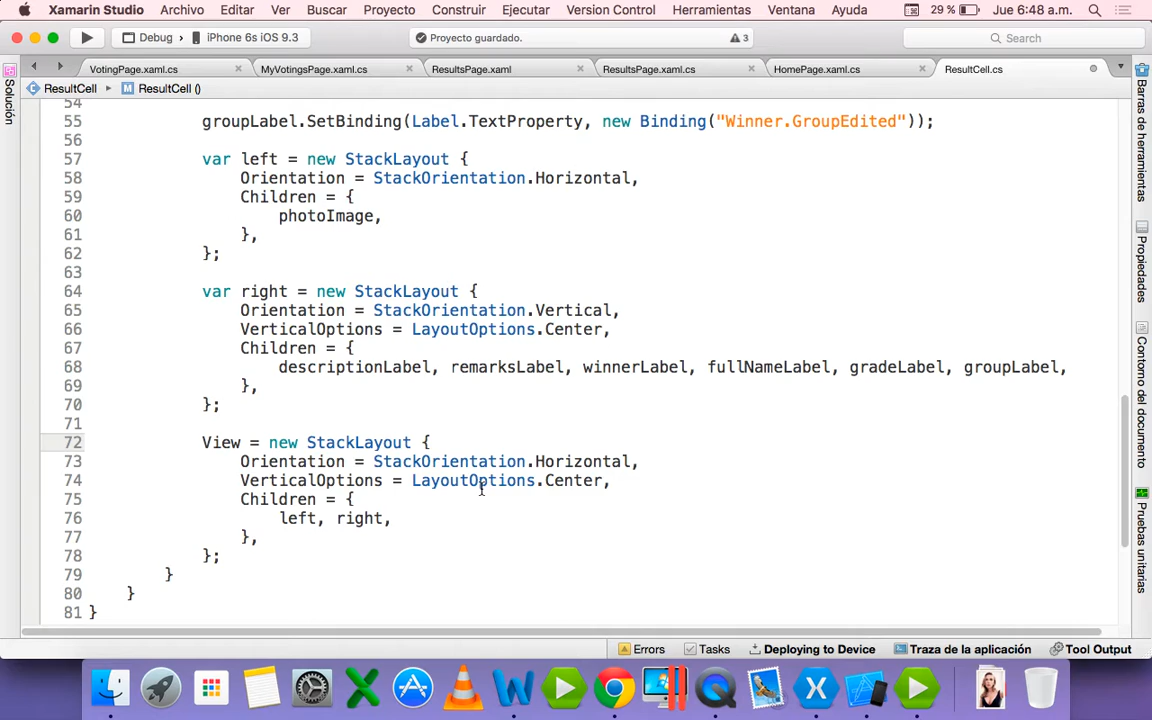 Xamarin Studio Archivo Editar Ver Buscar Proyecto Construir Ejecutar Version Control Herramientas Ventana Ayuda 29 % Jue 6:48 a.m.
Debug iPhone 6s iOS 9.3 Proyecto guardado. 3 Search
VotingPage.xaml.cs MyVotingsPage.xaml.cs ResultsPage.xaml ResultsPage.xaml.cs HomePage.xaml.cs ResultCell.cs
C ResultCell M ResultCell ()
Solución
54
55 groupLabel.SetBinding(Label.TextProperty, new Binding("Winner.GroupEdited"));
56
57 var left = new StackLayout {
58 Orientation = StackOrientation.Horizontal,
59 Children = {
60 photoImage,
61 },
62 };
63
64 var right = new StackLayout {
65 Orientation = StackOrientation.Vertical,
66 VerticalOptions = LayoutOptions.Center,
67 Children = {
68 descriptionLabel, remarksLabel, winnerLabel, fullNameLabel, gradeLabel, groupLabel,
69 },
70 };
71
72 View = new StackLayout {
73 Orientation = StackOrientation.Horizontal,
74 VerticalOptions = LayoutOptions.Center,
75 Children = {
76 left, right,
77 },
78 };
79 }
80 }
81 }
Barras de herramientas
Propiedades
Contorno del documento
Pruebas unitarias
Errors Tasks Deploying to Device Traza de la aplicación Tool Output